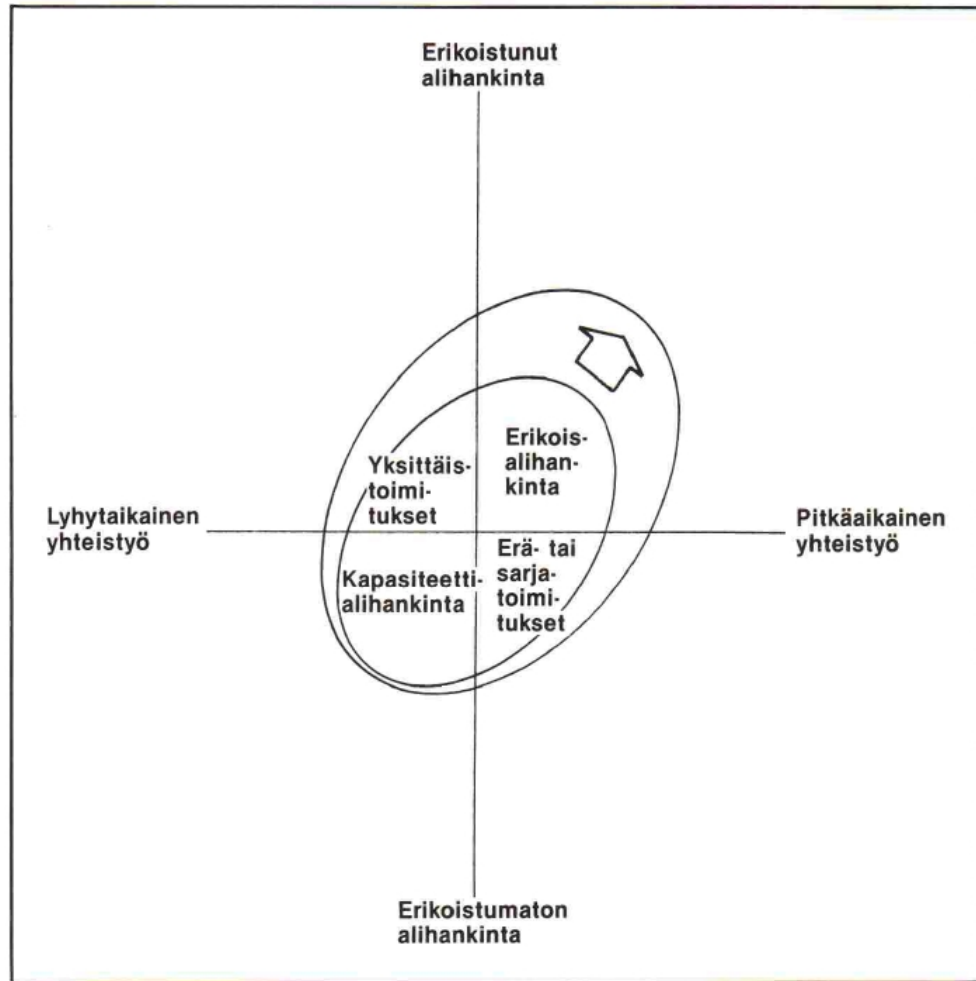 Erikoistunut
alihankinta
Yksittäis-
toimi-
tukset
Erikois-
alihan-
kinta
Lyhytaikainen
yhteistyö
Pitkäaikainen
yhteistyö
Kapasiteetti-
alihankinta
Erä- tai
sarja-
toimi-
tukset
Erikoistumaton
alihankinta